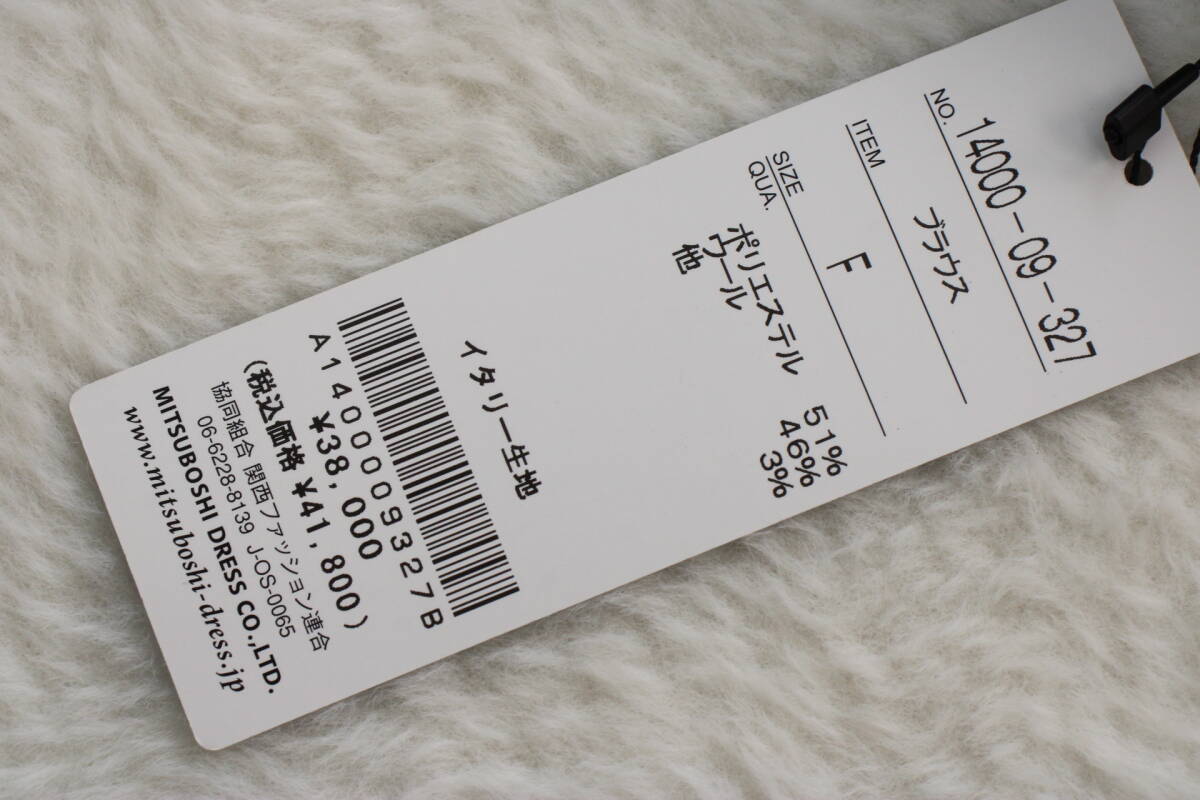 NO. 14000-09-327
ITEM ブラウス
SIZE F
QUA.
ポリエステル 51%
ウール 46%
他 3%
イタリー生地
A1400009327B
¥38,000
(税込価格 ¥41,800)
協同組合 関西ファッション連合
06-6228-8139 J-OS-0065
MITSUBOSHI DRESS CO.,LTD.
www.mitsuboshi-dress.jp